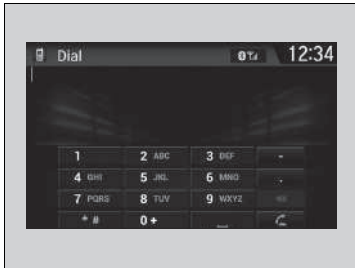 Dial 12:34
1 2 ABC 3 DEF -
4 GHI 5 JKL 6 MNO .
7 PQRS 8 TUV 9 WXYZ
* # 0 + _